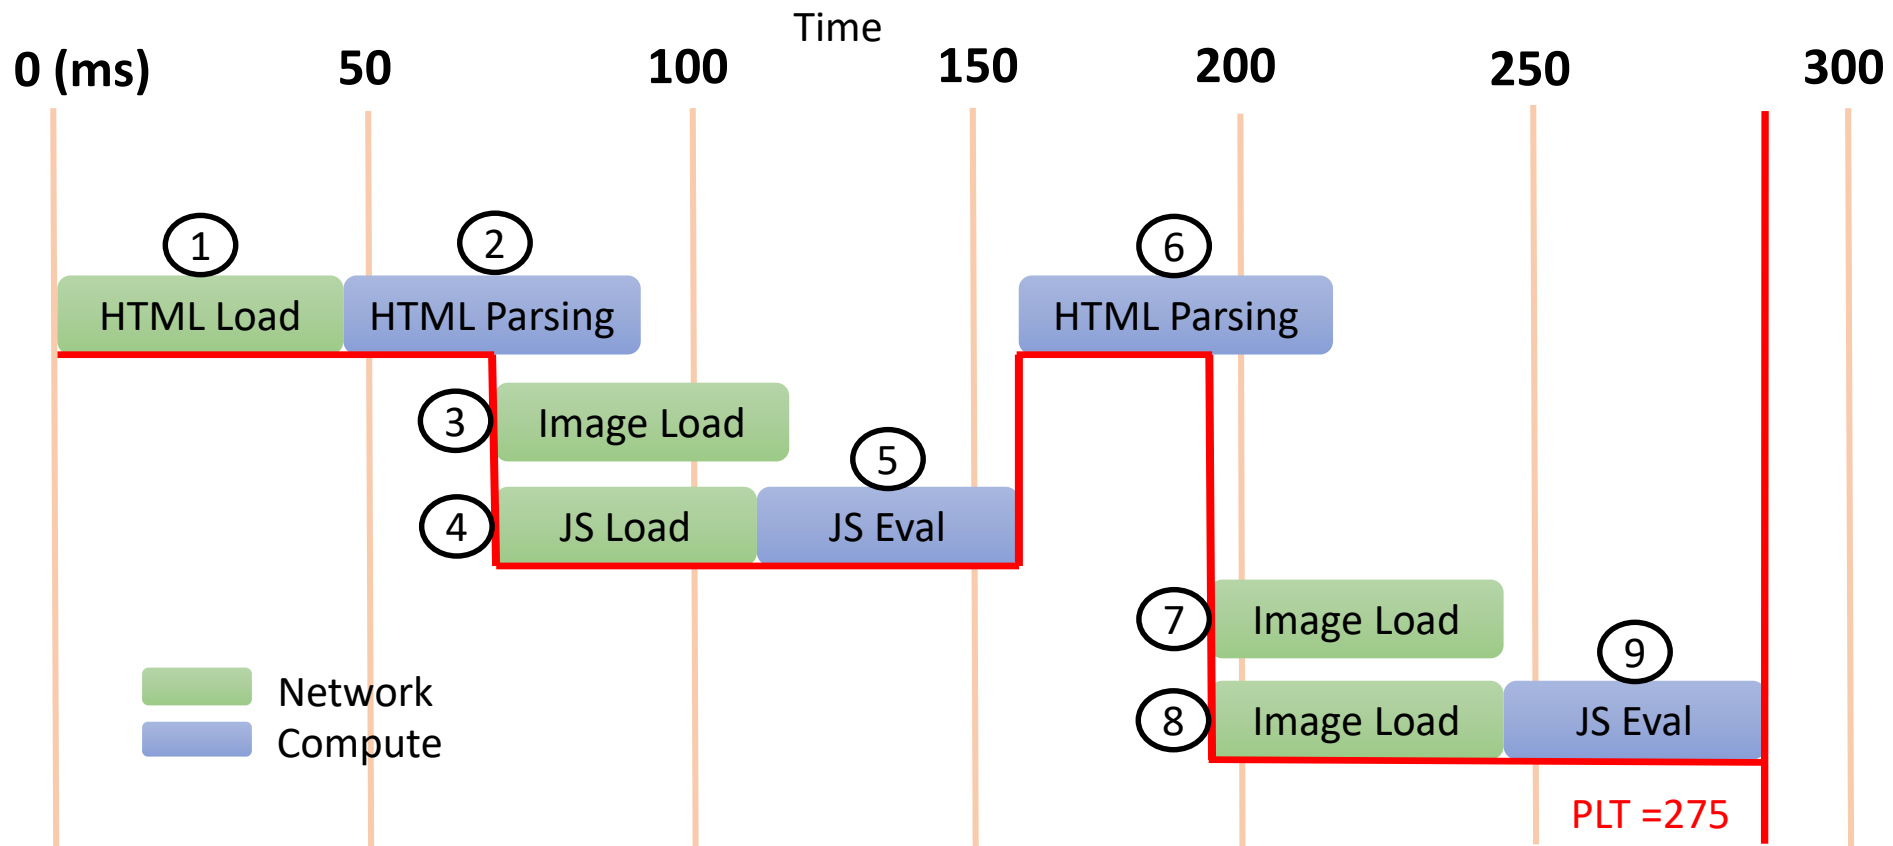 Time
0 (ms) 50 100 150 200 250 300
1 2 6
HTML Load HTML Parsing HTML Parsing
3 Image Load
5
4 JS Load JS Eval
7 Image Load
9
8 Image Load JS Eval
Network
Compute
PLT =275